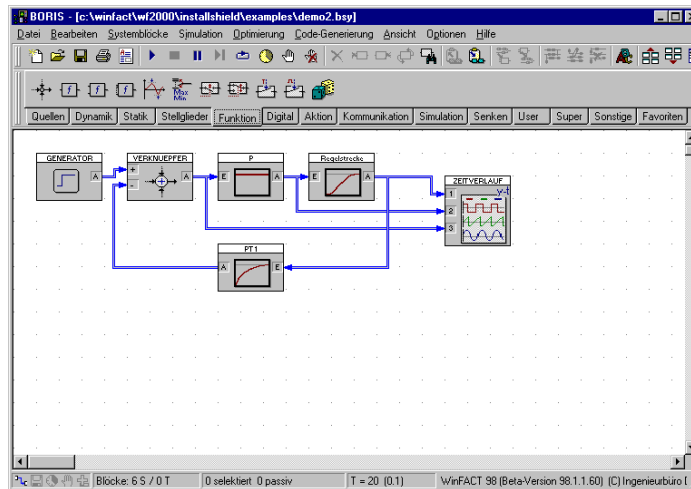 BORIS - [c:\winfact\wf2000\installshield\examples\demo2.bsy]
Datei Bearbeiten Systemblöcke Simulation Optimierung Code-Generierung Ansicht Optionen Hilfe
f f f Max Min
Quellen Dynamik Statik Stellglieder Funktion Digital Aktion Kommunikation Simulation Senken User Super Sonstige Favoriten
GENERATOR VERKNUEPFER P Regelstrecke
A + - A E A E A
ZEITVERLAUF
1 2 3 y-t
PT1
A E
Blöcke: 6 S / 0 T 0 selektiert 0 passiv T = 20 (0.1) WinFACT 98 (Beta-Version 98.1.1.60) (C) Ingenieurbüro